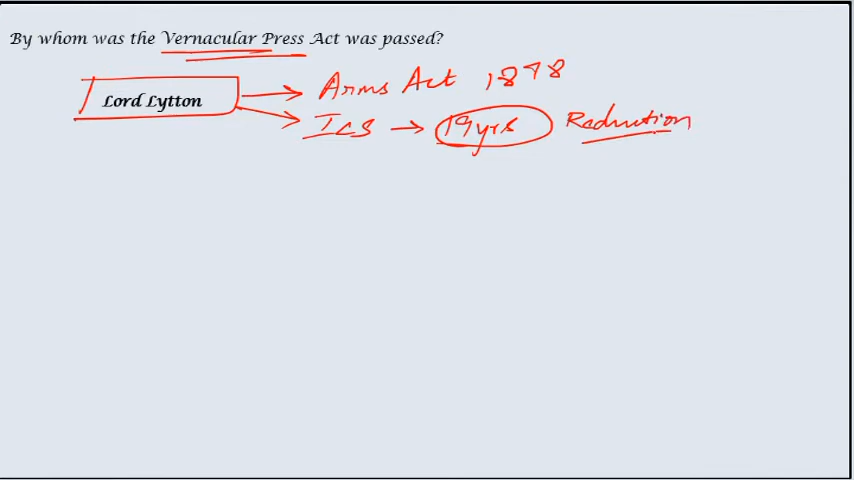 By whom was the Vernacular Press Act was passed?
Lord Lytton
Arms Act 1878
ICS → 19yrs Reduction